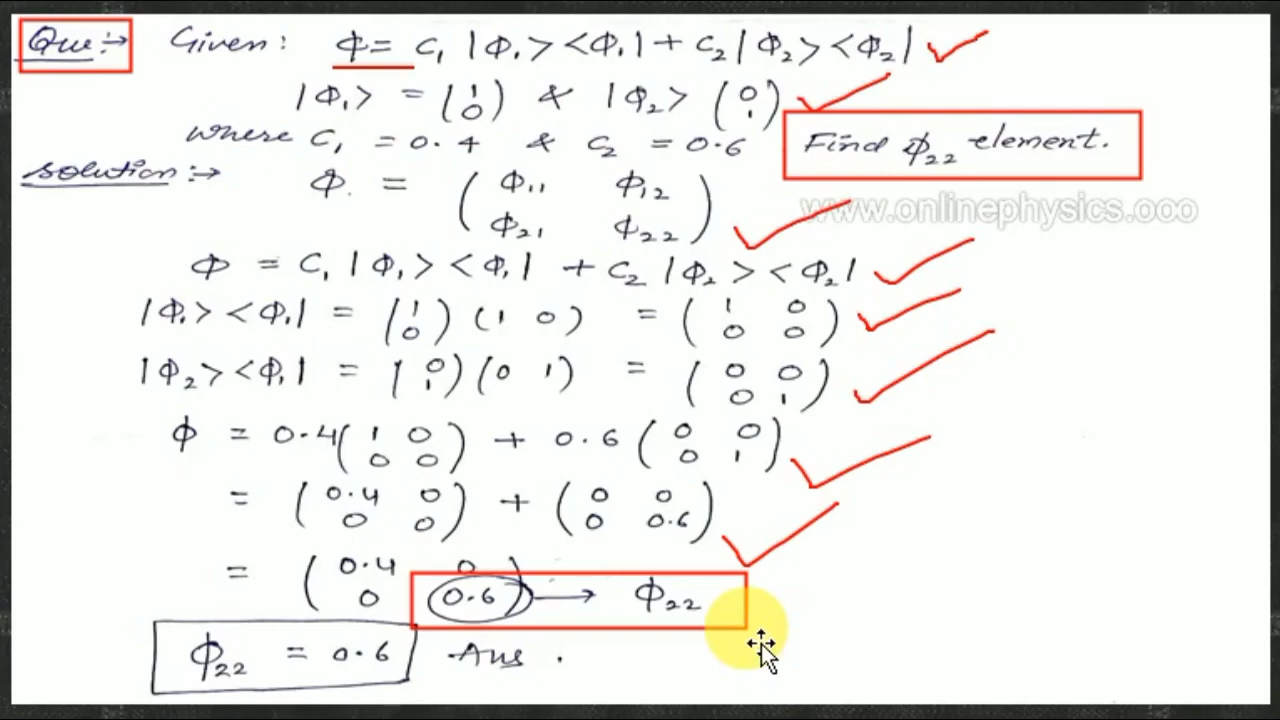 Que :→ Given: ϕ = C₁ |ϕ₁> <ϕ₁| + C₂ |ϕ₂> <ϕ₂|
|ϕ₁> = (1 0) & |ϕ₂> (0 1)
where C₁ = 0.4 & C₂ = 0.6 Find ϕ₂₂ element.
Solution :→ ϕ. = (ϕ₁₁ ϕ₁₂
ϕ₂₁ ϕ₂₂)
www.onlinephysics.ooo
ϕ = C₁ |ϕ₁> <ϕ₁| + C₂ |ϕ₂> <ϕ₂|
|ϕ₁> <ϕ₁| = (1 0) (1 0) = (1 0
0 0)
|ϕ₂> <ϕ₁| = (0 1) (0 1) = (0 0
0 1)
ϕ = 0.4 (1 0
0 0) + 0.6 (0 0
0 1)
= (0.4 0
0 0) + (0 0
0 0.6)
= (0.4 0
0 0.6) → ϕ₂₂
ϕ₂₂ = 0.6 Ans.